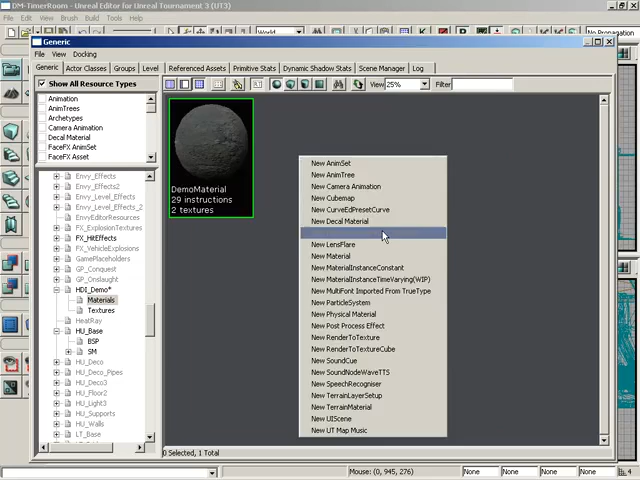 DM-TimerRoom - Unreal Editor for Unreal Tournament 3 (UT3)
File Edit View Brush Build Tools Help
World No Propagation
Generic
File View Docking
Generic Actor Classes Groups Level Referenced Assets Primitive Stats Dynamic Shadow Stats Scene Manager Log
Show All Resource Types
View 25% Filter
Animation
AnimTrees
Archetypes
Camera Animation
Decal Material
FaceFX Animation
FaceFX Asset
Envy_Effects
Envy_Effects2
Envy_Level_Effects
Envy_Level_Effects2
EnvyEditorResources
FX_ExplosionTextures
FX_HitEffects
FX_VehicleExplosions
GamePlaceholders
GP_Conquest
GP_Onslaught
HDI_Demo*
Materials
Textures
HeatRay
HU_Base
BSP
SM
HU_Deco
HU_Deco_Pipes
HU_Deco3
HU_Floor2
HU_Light3
HU_Supports
HU_Walls
LT_Base
DemoMaterial
29 instructions
2 textures
New AnimSet
New AnimTree
New Camera Animation
New Cubemap
New CurveEdPresetCurve
New Decal Material
New LensFlare
New Material
New MaterialInstanceConstant
New MaterialInstanceTimeVarying(WIP)
New MultiFont Imported From TrueType
New ParticleSystem
New Physical Material
New Post Process Effect
New RenderToTexture
New RenderToTextureCube
New SoundCue
New SoundNodeWaveTTS
New SpeechRecogniser
New TerrainLayerSetup
New TerrainMaterial
New UIScene
New UT Map Music
0 Selected, 1 Total
Mouse: (0, 945, 276) None None None None 4